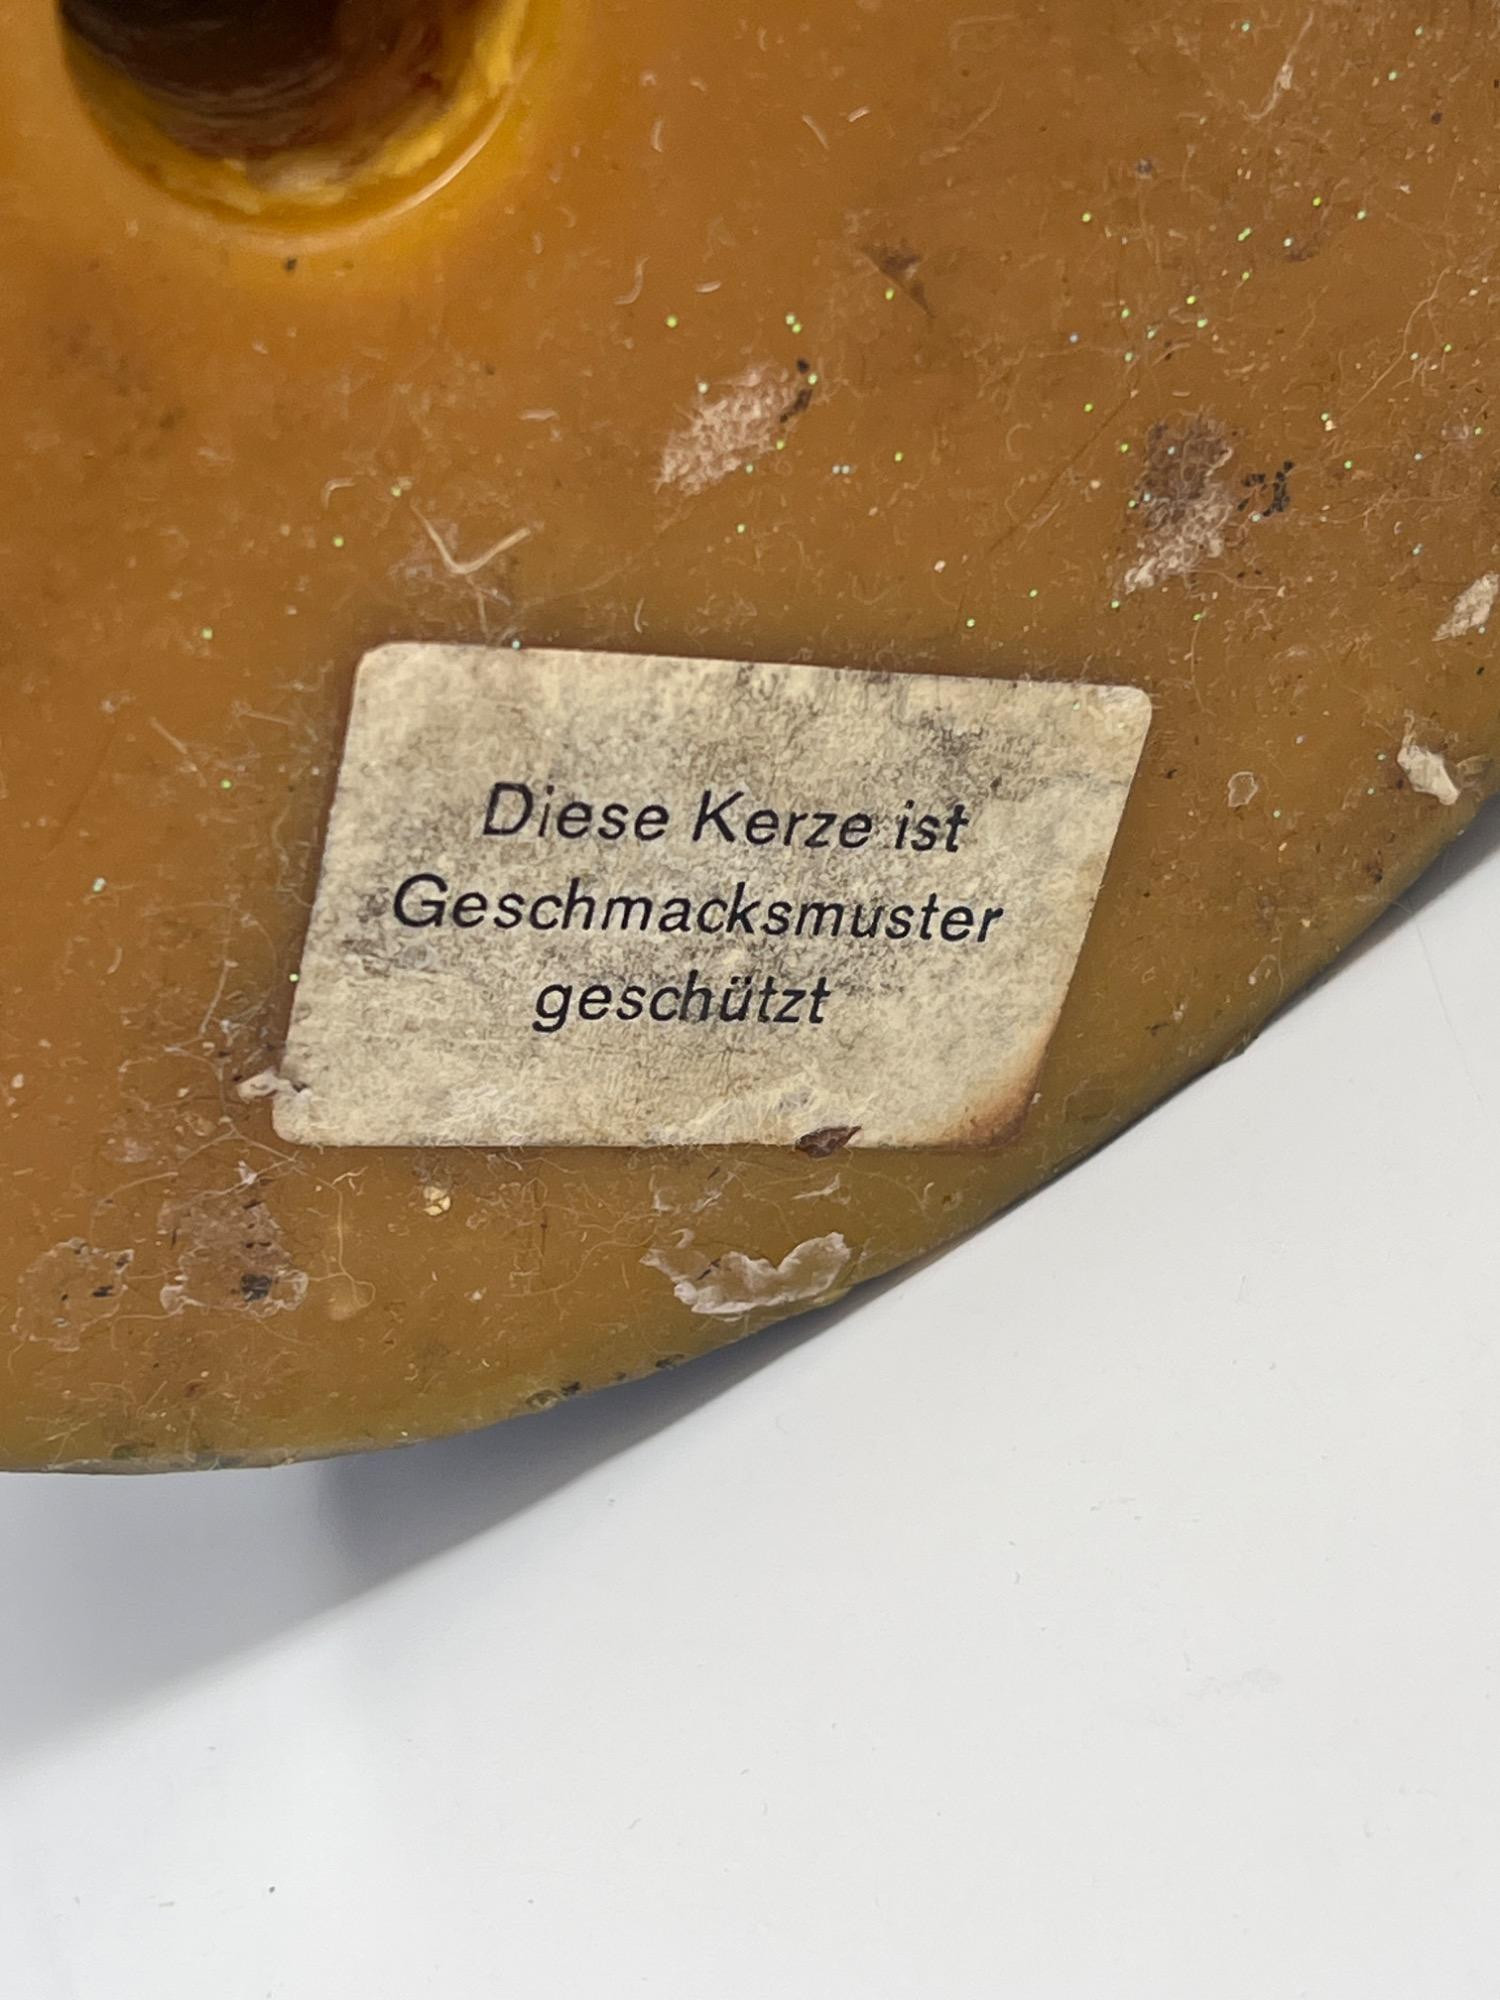 Diese Kerze ist
Geschmacksmuster
geschützt